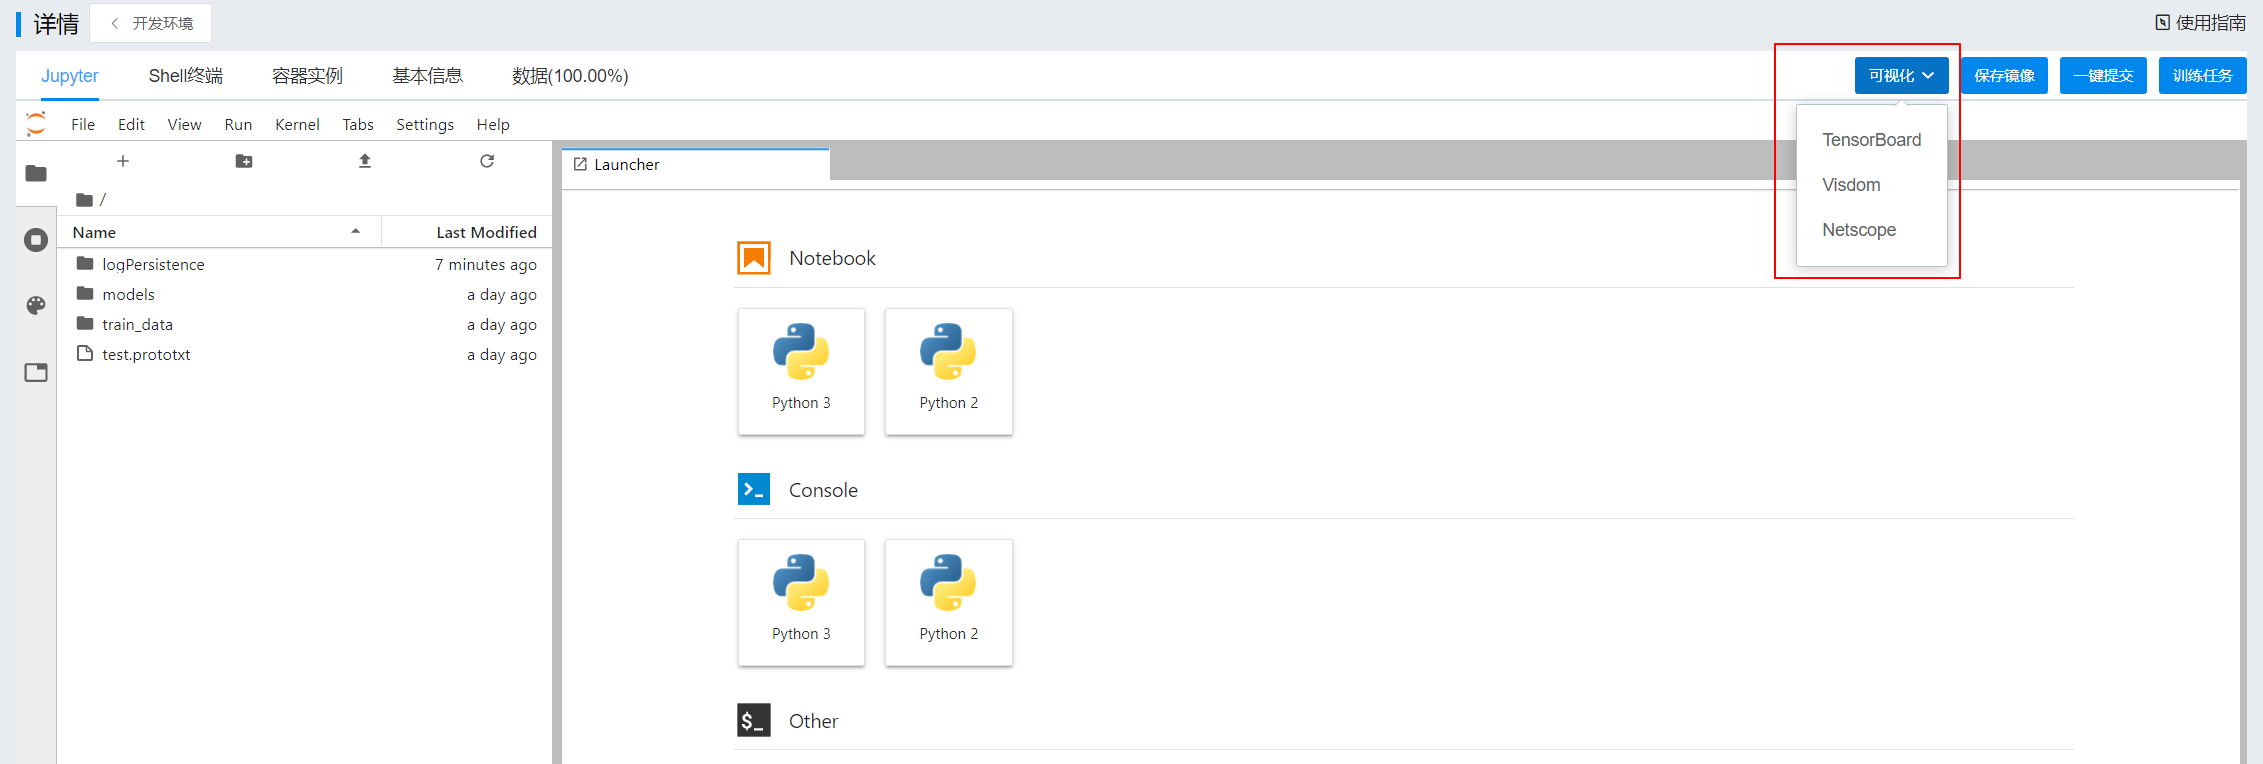 详情 开发环境 使用指南
Jupyter Shell终端 容器实例 基本信息 数据(100.00%) 可视化 保存镜像 一键提交 训练任务
File Edit View Run Kernel Tabs Settings Help
TensorBoard
Visdom
Netscope
Launcher
/
Name Last Modified
logPersistence 7 minutes ago
models a day ago
train_data a day ago
test.prototxt a day ago
Notebook
Python 3 Python 2
Console
Python 3 Python 2
$_ Other